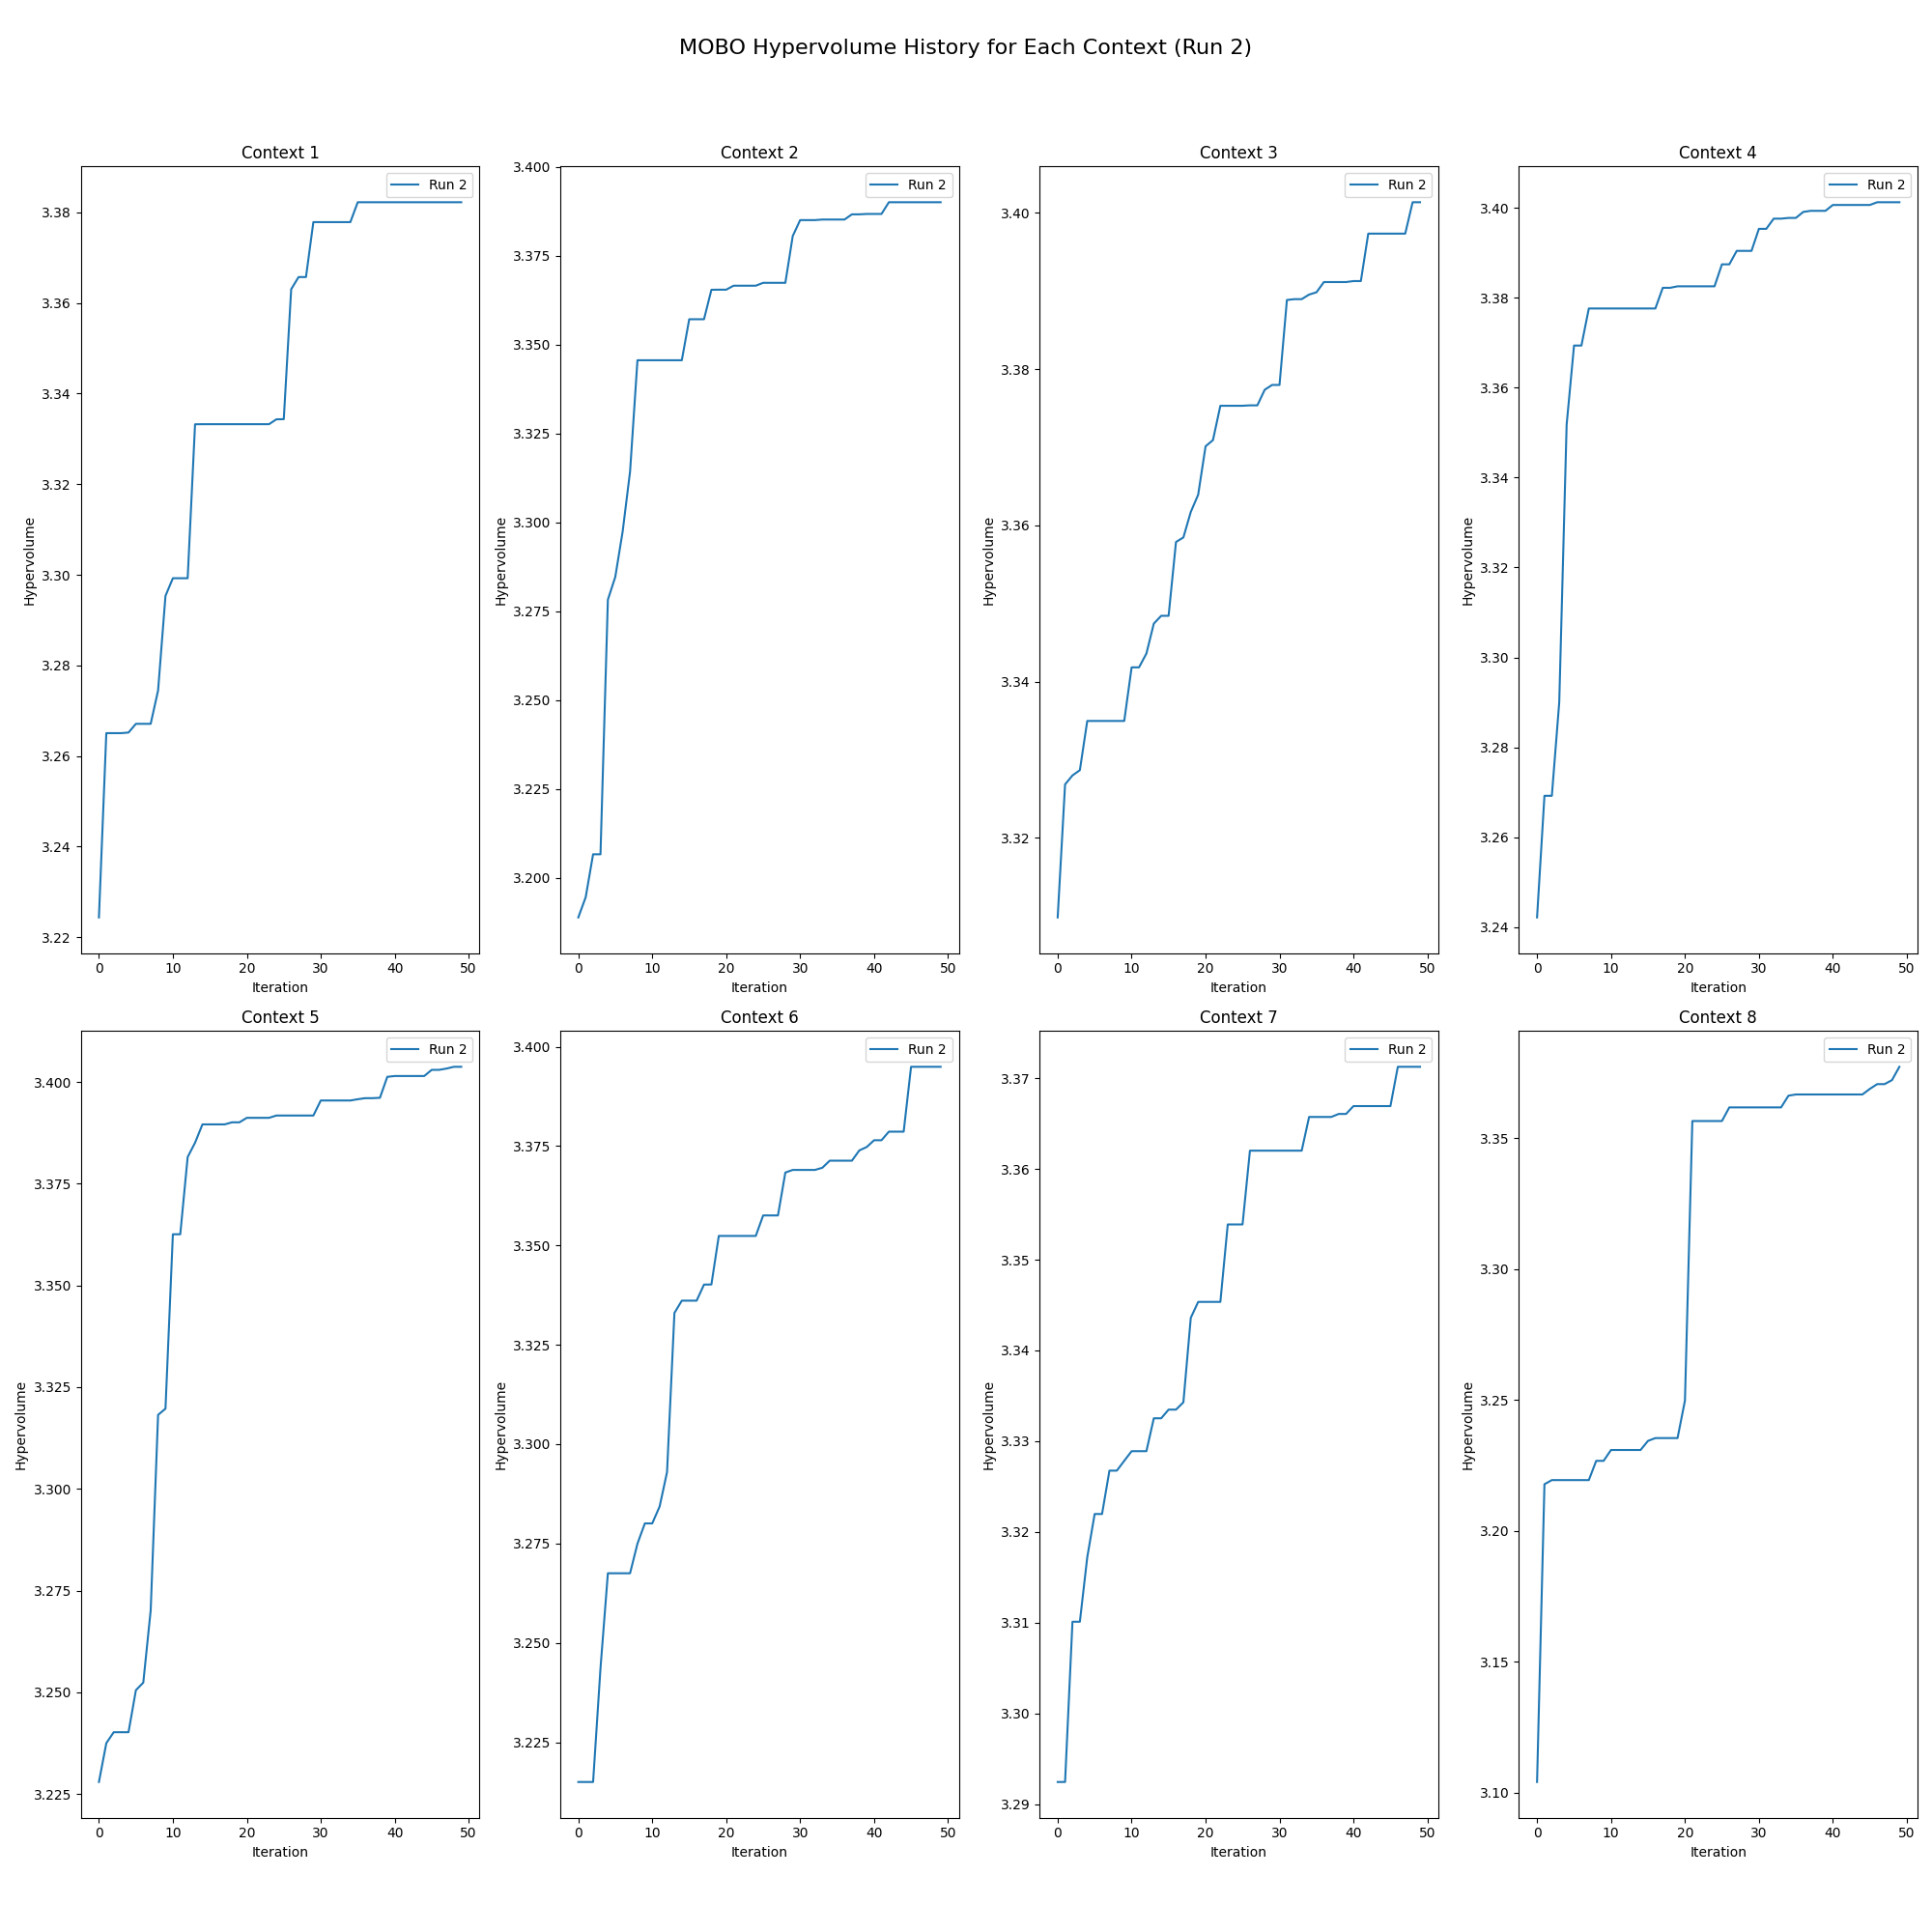 MOBO Hypervolume History for Each Context (Run 2)
Context 1
Run 2
3.38
3.36
3.34
3.32
3.30
3.28
3.26
3.24
3.22
Hypervolume
0 10 20 30 40 50
Iteration
Context 2
Run 2
3.400
3.375
3.350
3.325
3.300
3.275
3.250
3.225
3.200
Hypervolume
0 10 20 30 40 50
Iteration
Context 3
Run 2
3.40
3.38
3.36
3.34
3.32
Hypervolume
0 10 20 30 40 50
Iteration
Context 4
Run 2
3.40
3.38
3.36
3.34
3.32
3.30
3.28
3.26
3.24
Hypervolume
0 10 20 30 40 50
Iteration
Context 5
Run 2
3.400
3.375
3.350
3.325
3.300
3.275
3.250
3.225
Hypervolume
0 10 20 30 40 50
Iteration
Context 6
Run 2
3.400
3.375
3.350
3.325
3.300
3.275
3.250
3.225
Hypervolume
0 10 20 30 40 50
Iteration
Context 7
Run 2
3.37
3.36
3.35
3.34
3.33
3.32
3.31
3.30
3.29
Hypervolume
0 10 20 30 40 50
Iteration
Context 8
Run 2
3.35
3.30
3.25
3.20
3.15
3.10
Hypervolume
0 10 20 30 40 50
Iteration